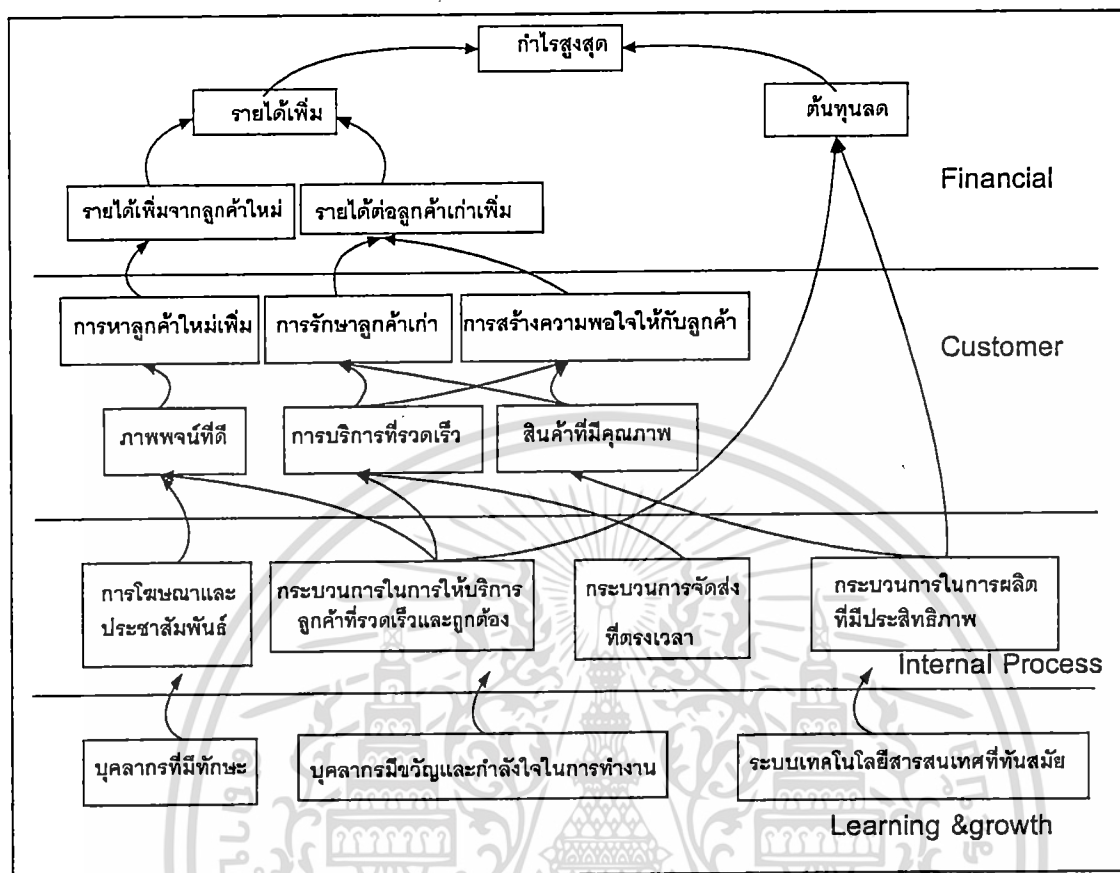 กำไรสูงสุด
รายได้เพิ่ม
ต้นทุนลด
Financial
รายได้เพิ่มจากลูกค้าใหม่
รายได้ต่อลูกค้าเก่าเพิ่ม
การหาลูกค้าใหม่เพิ่ม
การรักษาลูกค้าเก่า
การสร้างความพอใจให้กับลูกค้า
Customer
ภาพพจน์ที่ดี
การบริการที่รวดเร็ว
สินค้าที่มีคุณภาพ
การโฆษณาและ
ประชาสัมพันธ์
กระบวนการในการให้บริการ
ลูกค้าที่รวดเร็วและถูกต้อง
กระบวนการจัดส่ง
ที่ตรงเวลา
กระบวนการในการผลิต
ที่มีประสิทธิภาพ
Internal Process
บุคลากรที่มีทักษะ
บุคลากรมีขวัญและกำลังใจในการทำงาน
ระบบเทคโนโลยีสารสนเทศที่ทันสมัย
Learning &growth